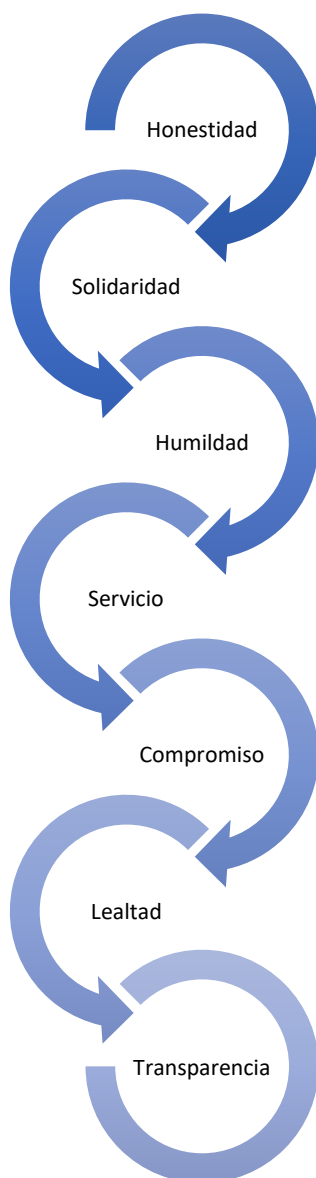 Honestidad
Solidaridad
Humildad
Servicio
Compromiso
Lealtad
Transparencia